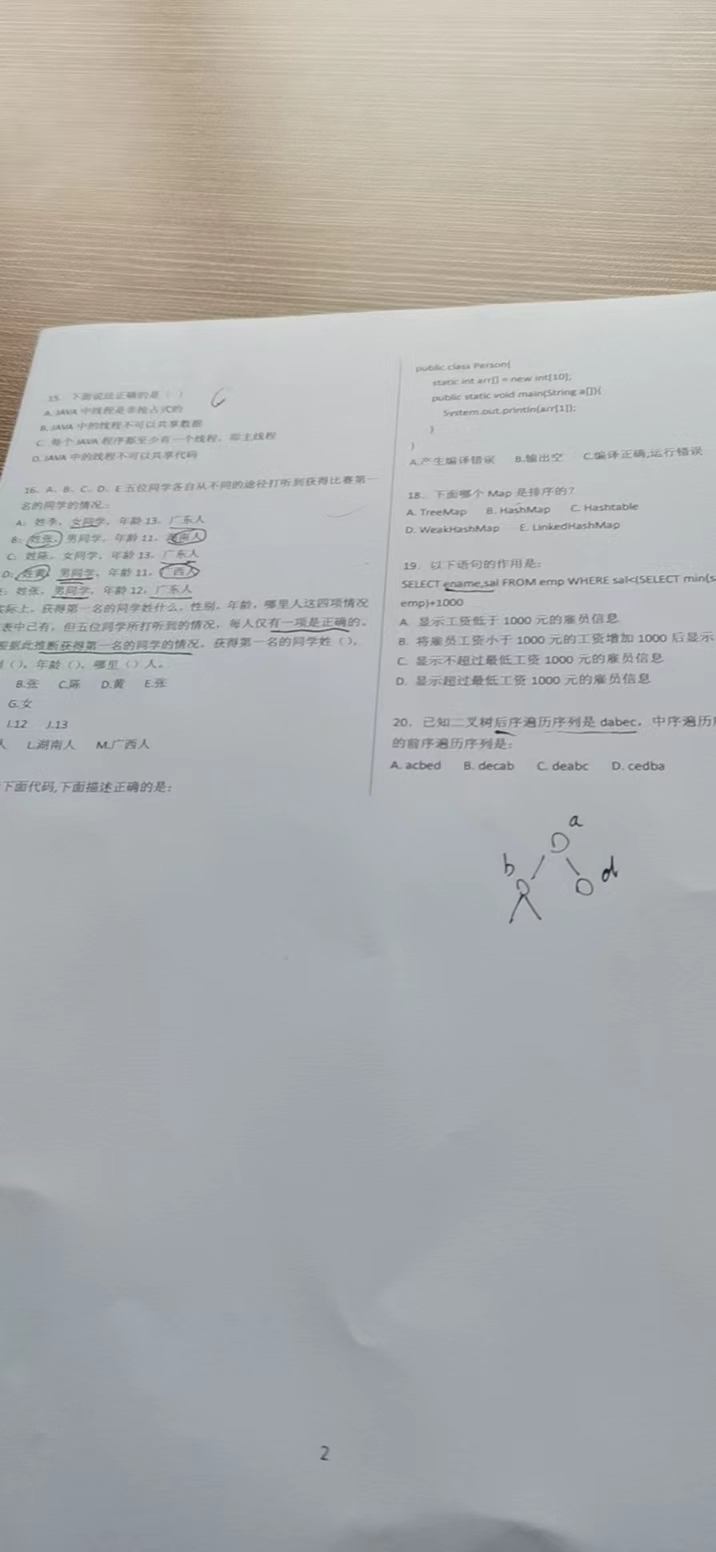 15、下面说法正确的是（ ） C
A. JAVA 中线程是非抢占式的
B. JAVA 中的线程不可以共享数据
C. 每个 JAVA 程序都至少有一个线程，即主线程
D. JAVA 中的线程不可以共享代码
16、A、B、C、D、E 五位同学各自从不同的途径打听到获得比赛第一
名的同学的情况：
A：姓李，女同学，年龄 13，广东人
B：姓张，男同学，年龄 11，湖南人
C：姓陈，女同学，年龄 13，广东人
D：姓黄，男同学，年龄 11，广西人
：姓张，男同学，年龄 12，广东人
实际上，获得第一名的同学姓什么，性别，年龄，哪里人这四项情况
表中已有，但五位同学所打听到的情况，每人仅有一项是正确的。
据此推断获得第一名的同学的情况，获得第一名的同学姓（），
（），年龄（），哪里（）人。
B.张 C.陈 D.黄 E.张
G.女
I.12 J.13
人 L.湖南人 M.广西人
下面代码,下面描述正确的是：
public class Person{
static int arr[] = new int[10];
public static void main(String a[]){
System.out.println(arr[1]);
}
}
A.产生编译错误 B.输出空 C.编译正确,运行错误
18、下面哪个 Map 是排序的？
A. TreeMap B. HashMap C. Hashtable
D. WeakHashMap E. LinkedHashMap
19、以下语句的作用是：
SELECT ename,sal FROM emp WHERE sal<(SELECT min(s
emp)+1000
A. 显示工资低于 1000 元的雇员信息
B. 将雇员工资小于 1000 元的工资增加 1000 后显示
C. 显示不超过最低工资 1000 元的雇员信息
D. 显示超过最低工资 1000 元的雇员信息
20、已知二叉树后序遍历序列是 dabec，中序遍历
的前序遍历序列是：
A. acbed B. decab C. deabc D. cedba
a
b d
2